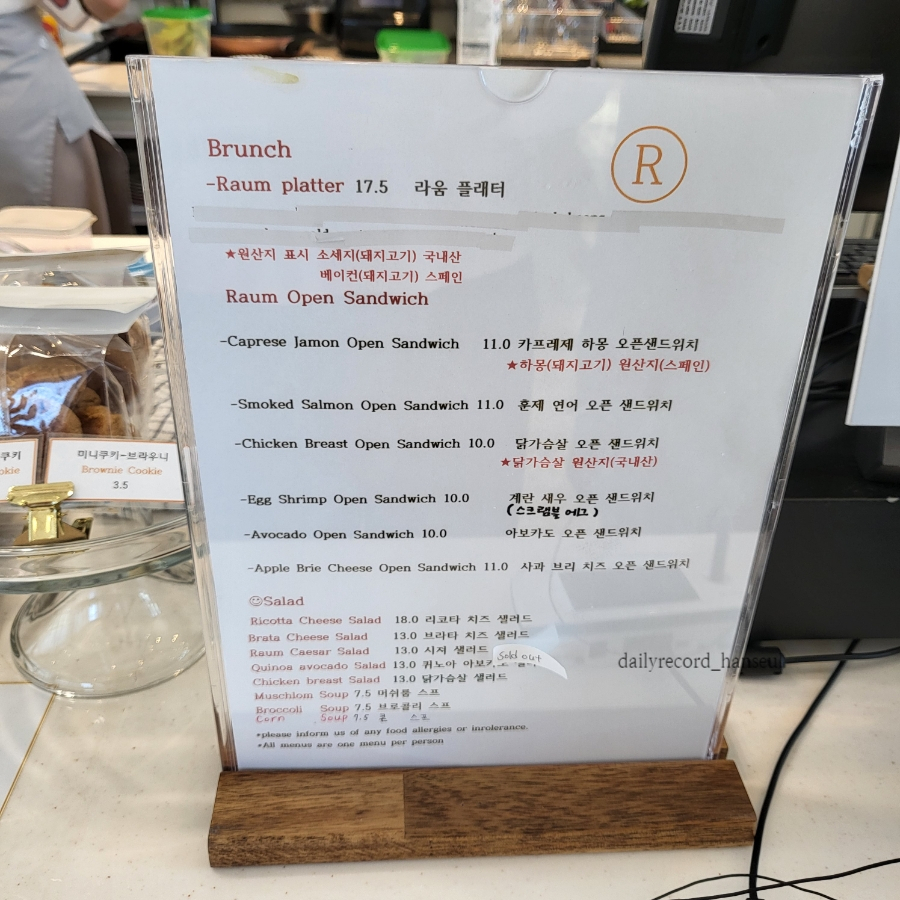 Brunch
R
-Raum platter 17.5 라움 플래터
★원산지 표시 소세지(돼지고기) 국내산
베이컨(돼지고기) 스페인
Raum Open Sandwich
-Caprese Jamon Open Sandwich 11.0 카프레제 하몽 오픈샌드위치
★하몽(돼지고기) 원산지(스페인)
-Smoked Salmon Open Sandwich 11.0 훈제 연어 오픈 샌드위치
-Chicken Breast Open Sandwich 10.0 닭가슴살 오픈 샌드위치
★닭가슴살 원산지(국내산)
-Egg Shrimp Open Sandwich 10.0 계란 새우 오픈 샌드위치
(스크램블 에그)
-Avocado Open Sandwich 10.0 아보카도 오픈 샌드위치
-Apple Brie Cheese Open Sandwich 11.0 사과 브리 치즈 오픈 샌드위치
☺Salad
Ricotta Cheese Salad 18.0 리코타 치즈 샐러드
Brata Cheese Salad 13.0 브라타 치즈 샐러드
Raum Caesar Salad 13.0 시져 샐러드
Sold out
Quinoa avocado Salad 13.0 퀴노아
Chicken breast Salad 13.0 닭가슴살 샐러드
Muschlom Soup 7.5 머쉬룸 스프
Broccoli Soup 7.5 브로콜리 스프
Corn Soup 7.5 콘 스프
*please inform us of any food allergies or inrolerance.
*All menus are one menu per person
쿠키
okie
미니쿠키-브라우니
Brownie Cookie
3.5
dailyrecord_hanseul